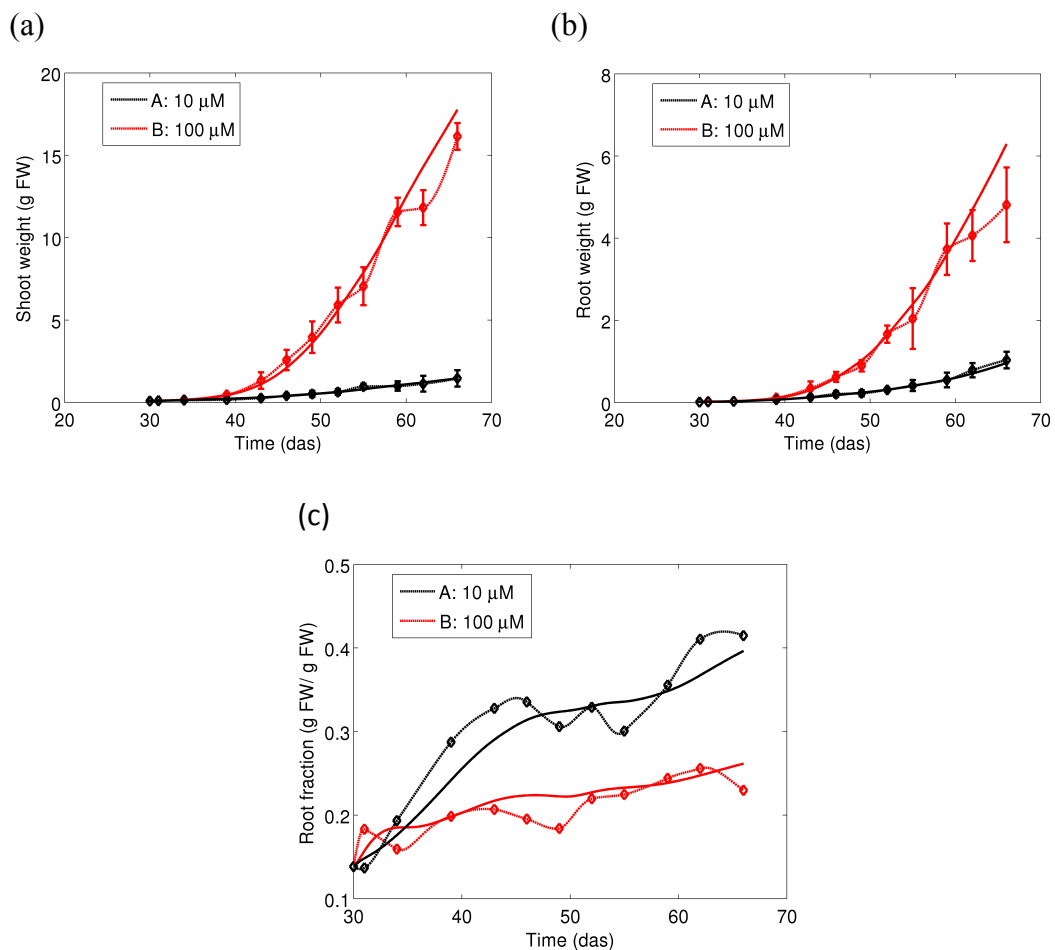 (a)
(b)
20
15
10
5
0
20
30
40
50
60
70
Shoot weight (g FW)
Time (das)
A: 10 μM
B: 100 μM
8
6
4
2
0
20
30
40
50
60
70
Root weight (g FW)
Time (das)
A: 10 μM
B: 100 μM
(c)
0.5
0.4
0.3
0.2
0.1
30
40
50
60
70
Root fraction (g FW/ g FW)
Time (das)
A: 10 μM
B: 100 μM